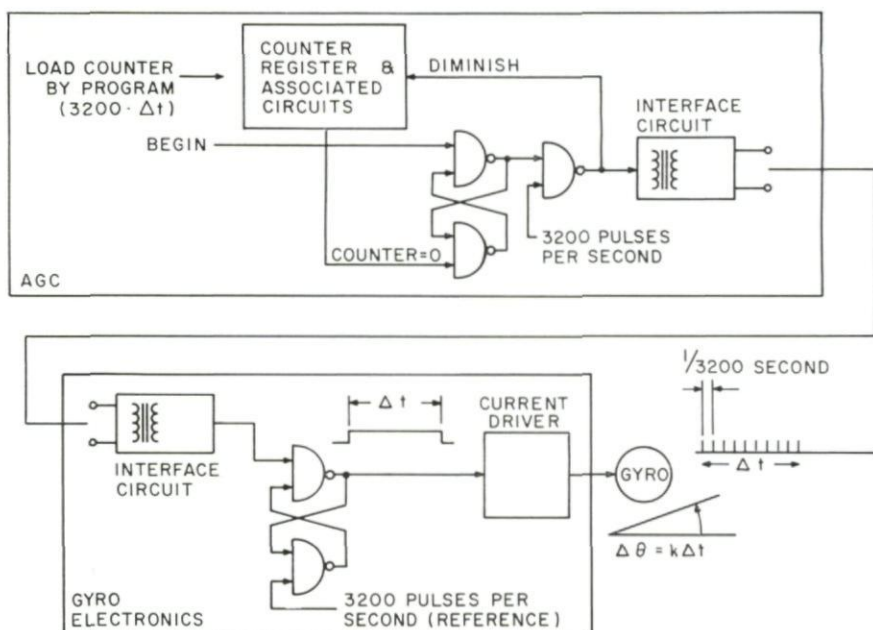 COUNTER
REGISTER &
ASSOCIATED
CIRCUITS
LOAD COUNTER
BY PROGRAM
(3200 · Δt)
DIMINISH
INTERFACE
CIRCUIT
BEGIN
3200 PULSES
PER SECOND
COUNTER=0
AGC
1/3200 SECOND
Δ t
CURRENT
DRIVER
INTERFACE
CIRCUIT
GYRO
Δ t
Δ θ = kΔt
3200 PULSES PER
SECOND (REFERENCE)
GYRO
ELECTRONICS